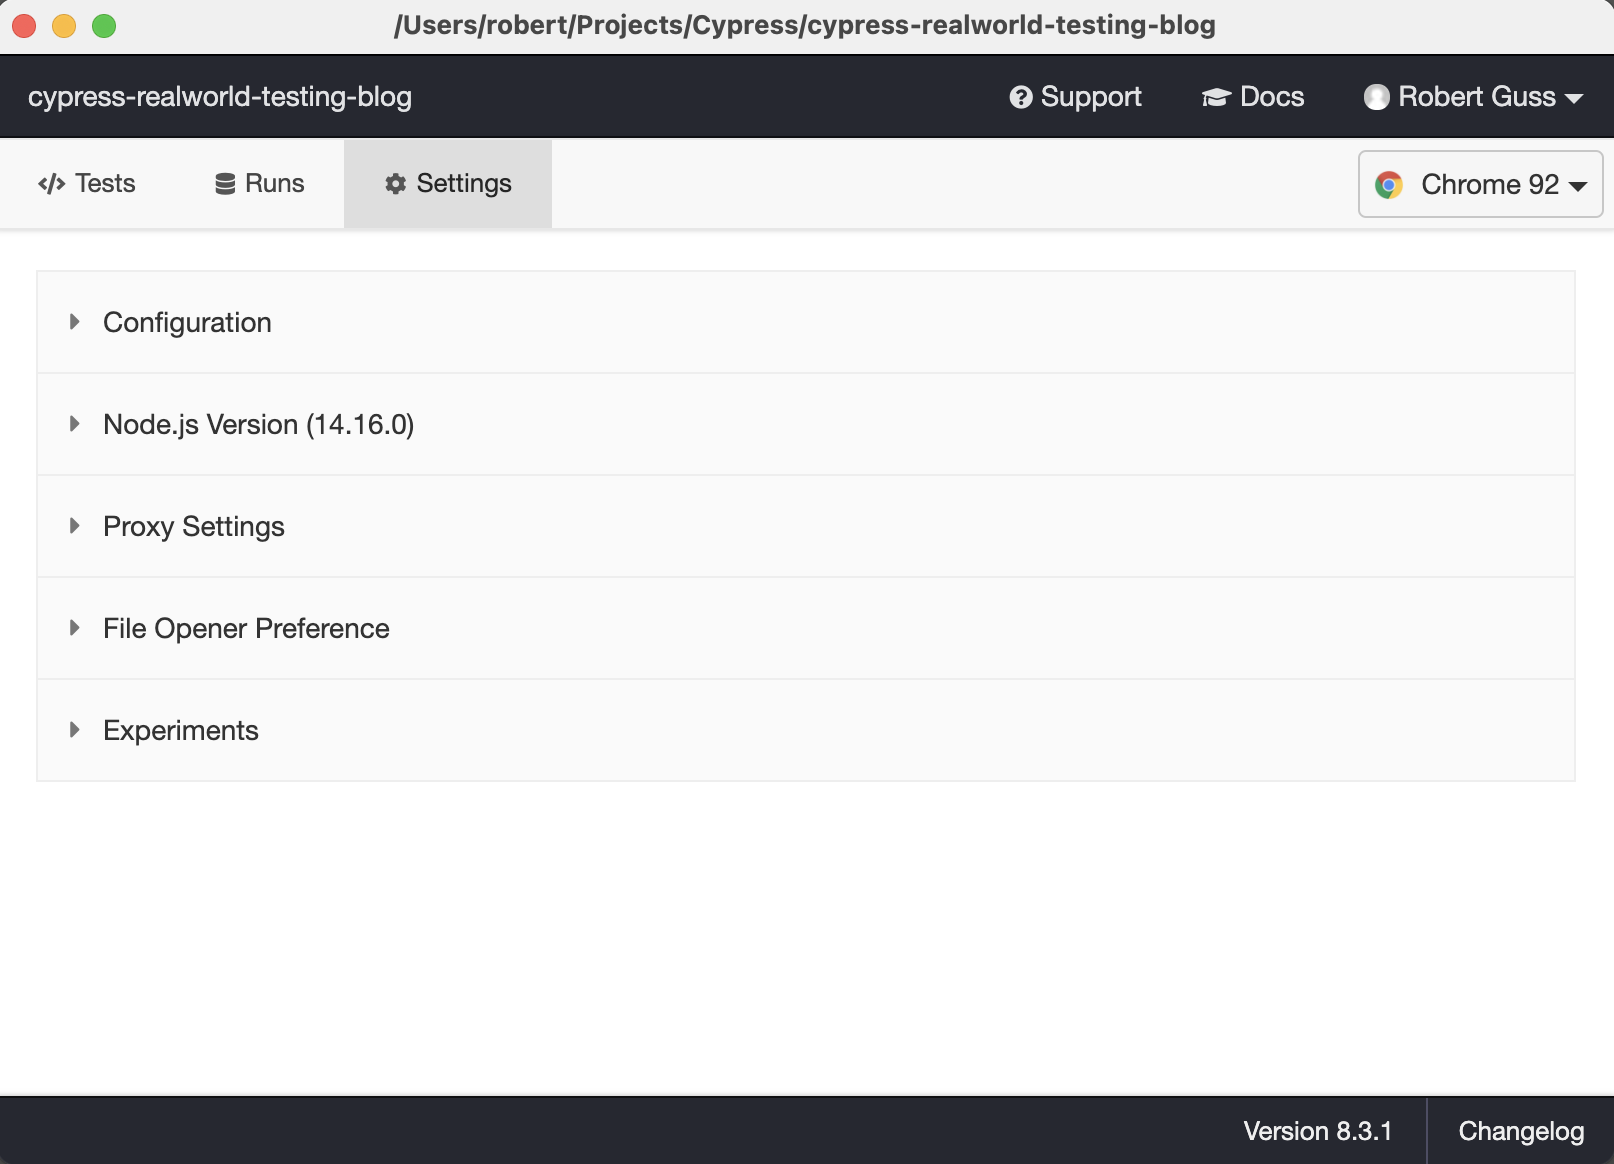 /Users/robert/Projects/Cypress/cypress-realworld-testing-blog
cypress-realworld-testing-blog
Support
Docs
Robert Guss
Tests
Runs
Settings
Chrome 92
Configuration
Node.js Version (14.16.0)
Proxy Settings
File Opener Preference
Experiments
Version 8.3.1
Changelog